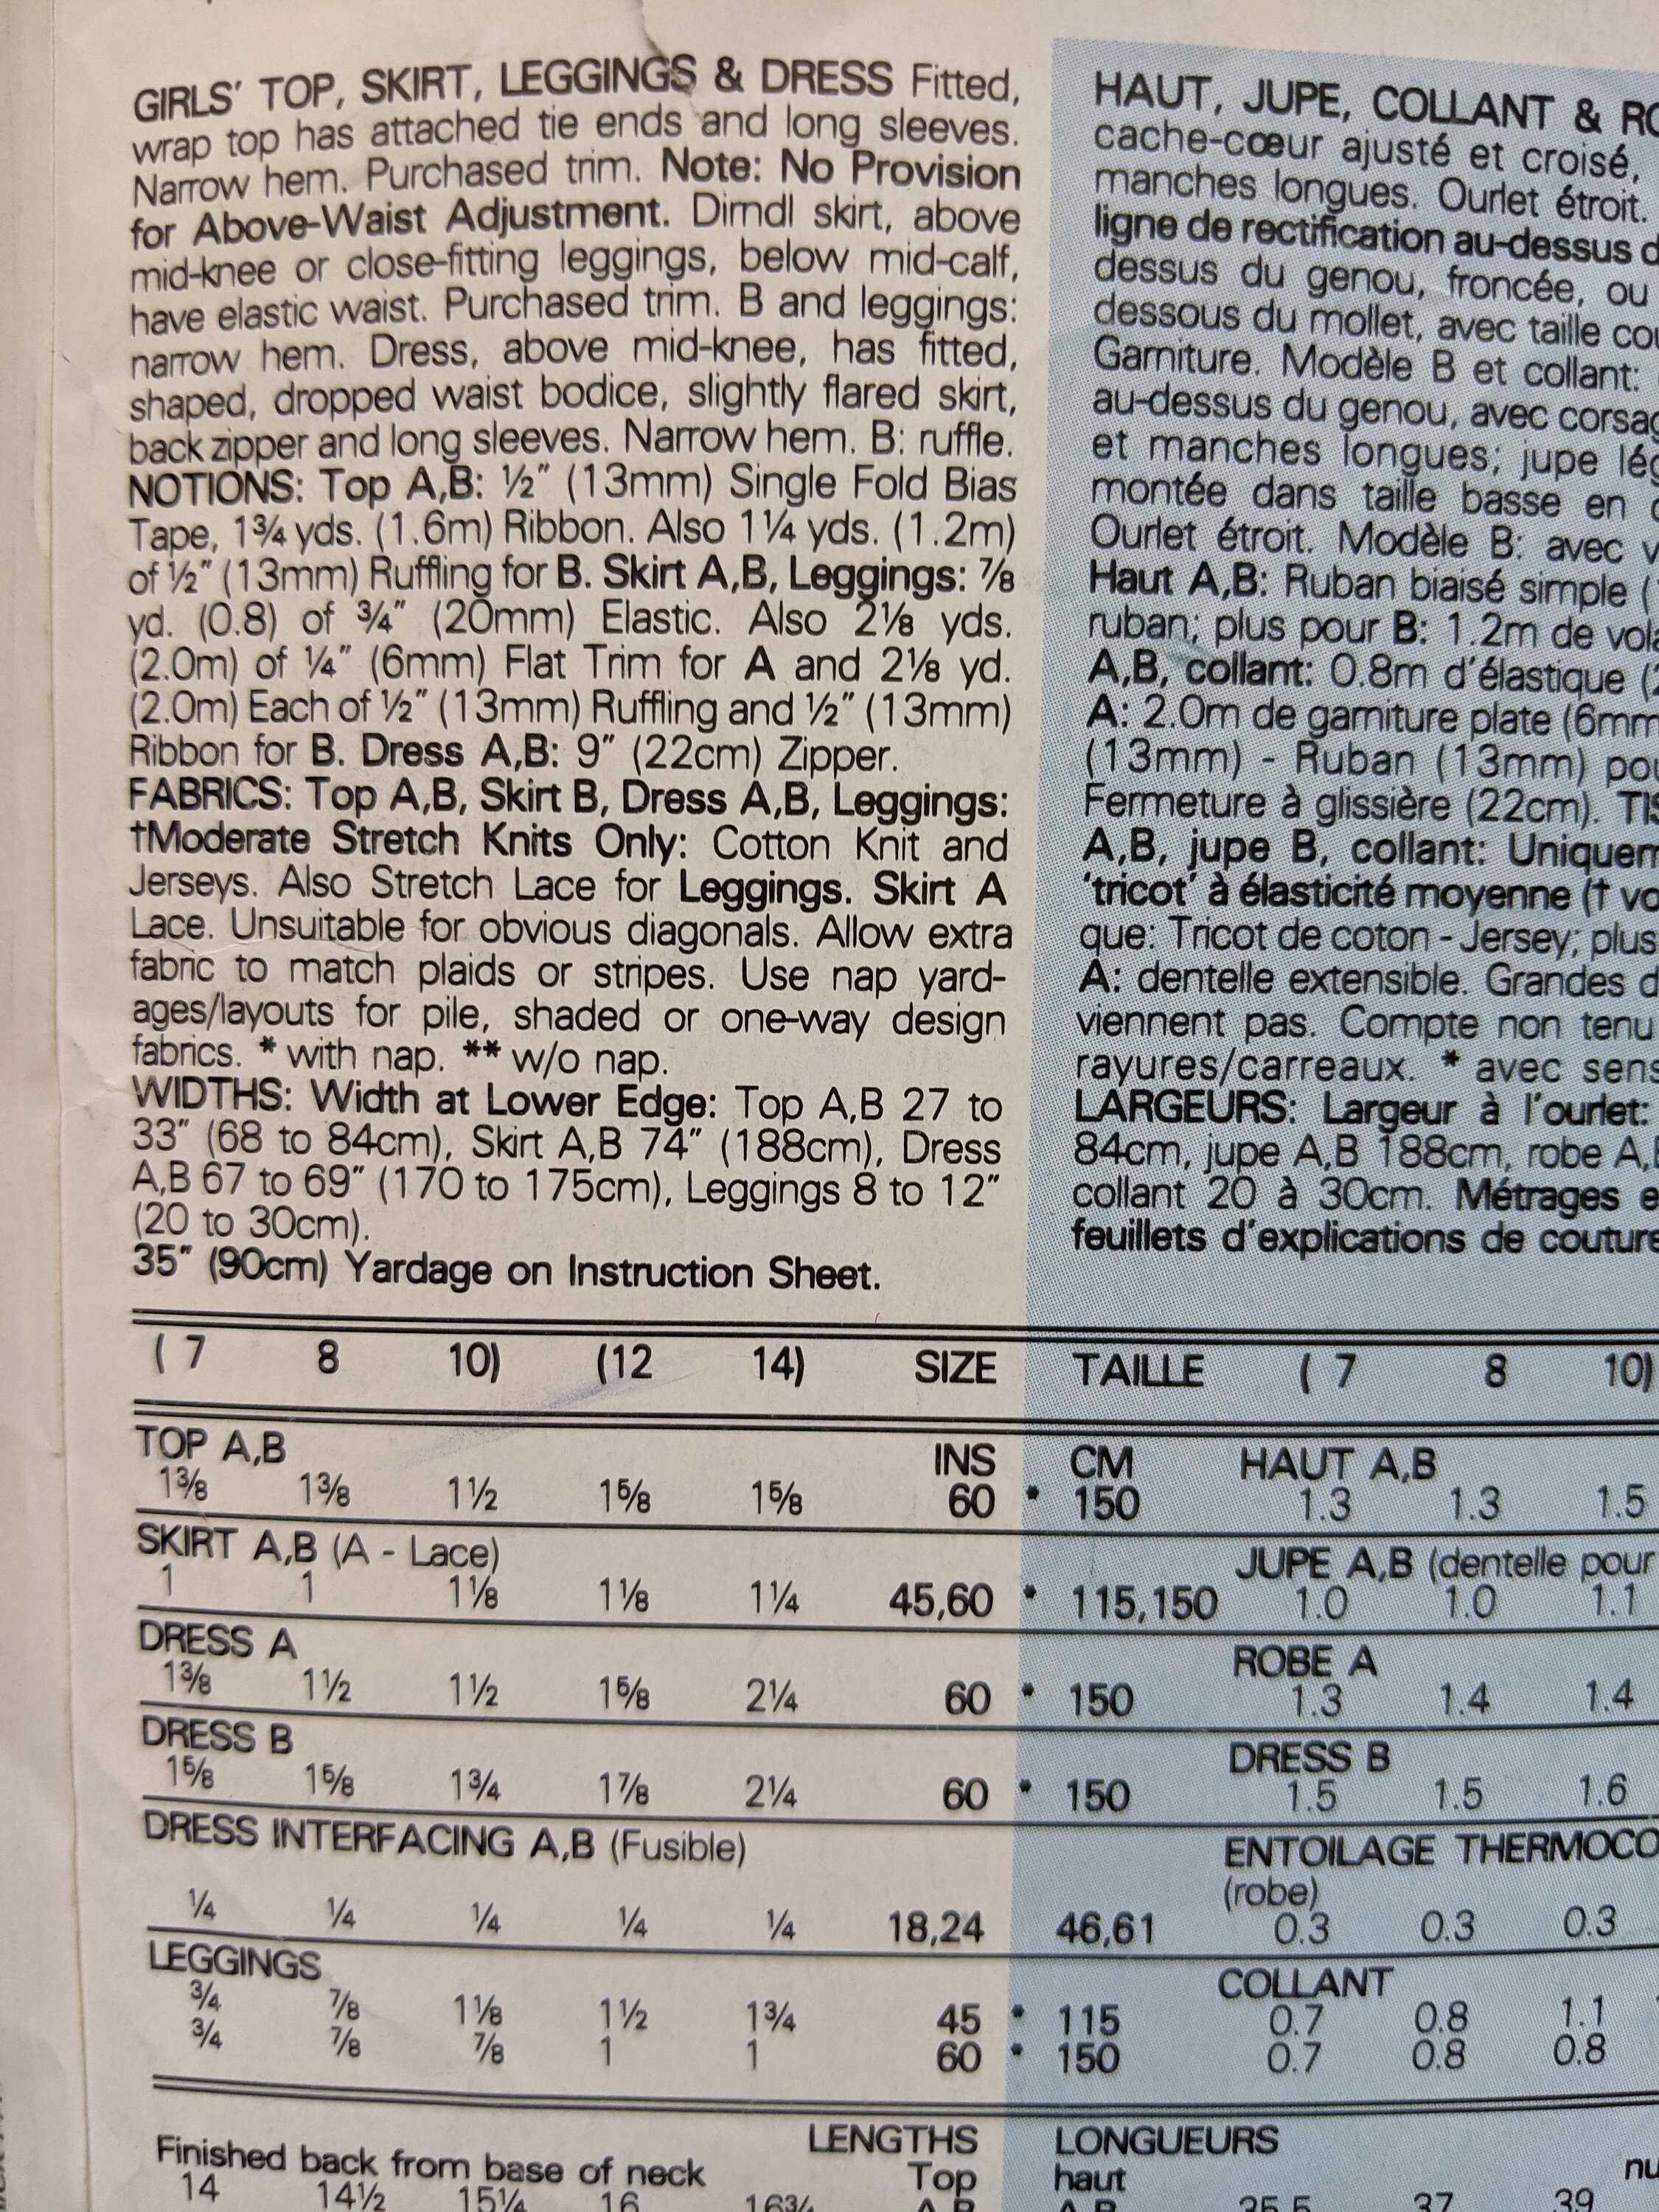 GIRLS' TOP, SKIRT, LEGGINGS & DRESS Fitted,
wrap top has attached tie ends and long sleeves.
Narrow hem. Purchased trim. Note: No Provision
for Above-Waist Adjustment. Dirndl skirt, above
mid-knee or close-fitting leggings, below mid-calf,
have elastic waist. Purchased trim. B and leggings:
narrow hem. Dress, above mid-knee, has fitted,
shaped, dropped waist bodice, slightly flared skirt,
back zipper and long sleeves. Narrow hem. B: ruffle.
NOTIONS: Top A,B: ½" (13mm) Single Fold Bias
Tape, 1¾ yds. (1.6m) Ribbon. Also 1¼ yds. (1.2m)
of ½" (13mm) Ruffling for B. Skirt A,B, Leggings: ⅞
yd. (0.8) of ¾" (20mm) Elastic. Also 2⅛ yds.
(2.0m) of ¼" (6mm) Flat Trim for A and 2⅛ yd.
(2.0m) Each of ½" (13mm) Ruffling and ½" (13mm)
Ribbon for B. Dress A,B: 9" (22cm) Zipper.
FABRICS: Top A,B, Skirt B, Dress A,B, Leggings:
†Moderate Stretch Knits Only: Cotton Knit and
Jerseys. Also Stretch Lace for Leggings. Skirt A
Lace. Unsuitable for obvious diagonals. Allow extra
fabric to match plaids or stripes. Use nap yard-
ages/layouts for pile, shaded or one-way design
fabrics. * with nap. ** w/o nap.
WIDTHS: Width at Lower Edge: Top A,B 27 to
33" (68 to 84cm), Skirt A,B 74" (188cm), Dress
A,B 67 to 69" (170 to 175cm), Leggings 8 to 12"
(20 to 30cm).
35" (90cm) Yardage on Instruction Sheet.
HAUT, JUPE, COLLANT & RO
cache-cœur ajusté et croisé,
manches longues. Ourlet étroit.
ligne de rectification au-dessus d
dessus du genou, froncée, ou
dessous du mollet, avec taille cou
Garniture. Modèle B et collant:
au-dessus du genou, avec corsag
et manches longues; jupe lég
montée dans taille basse en
Ourlet étroit. Modèle B: avec v
Haut A,B: Ruban biaisé simple (
ruban; plus pour B: 1.2m de vola
A,B, collant: 0.8m d'élastique (2
A: 2.0m de garniture plate (6mm
(13mm) - Ruban (13mm) pou
Fermeture à glissière (22cm). TIS
A,B, jupe B, collant: Uniquem
'tricot' à élasticité moyenne († vo
que: Tricot de coton - Jersey; plus
A: dentelle extensible. Grandes d
viennent pas. Compte non tenu
rayures/carreaux. * avec sens
LARGEURS: Largeur à l'ourlet:
84cm, jupe A,B 188cm, robe A,B
collant 20 à 30cm. Métrages e
feuillets d'explications de couture
( 7 8 10) (12 14) SIZE TAILLE ( 7 8 10)
TOP A,B INS CM HAUT A,B
1⅜ 1⅜ 1½ 1⅝ 1⅝ 60 * 150 1.3 1.3 1.5
SKIRT A,B (A - Lace) JUPE A,B (dentelle pour
1 1 1⅛ 1⅛ 1¼ 45,60 * 115,150 1.0 1.0 1.1
DRESS A ROBE A
1⅜ 1½ 1½ 1⅝ 2¼ 60 * 150 1.3 1.4 1.4
DRESS B DRESS B
1⅝ 1⅝ 1¾ 1⅞ 2¼ 60 * 150 1.5 1.5 1.6
DRESS INTERFACING A,B (Fusible) ENTOILAGE THERMOCO
(robe)
¼ ¼ ¼ ¼ ¼ 18,24 46,61 0.3 0.3 0.3
LEGGINGS COLLANT
¾ ⅞ 1⅛ 1½ 1¾ 45 * 115 0.7 0.8 1.1
¾ ⅞ ⅞ 1 1 60 * 150 0.7 0.8 0.8
LENGTHS LONGUEURS
Finished back from base of neck Top haut nu
14 14½ 15¼ 16 16¾ A,B A,B 35.5 37 39